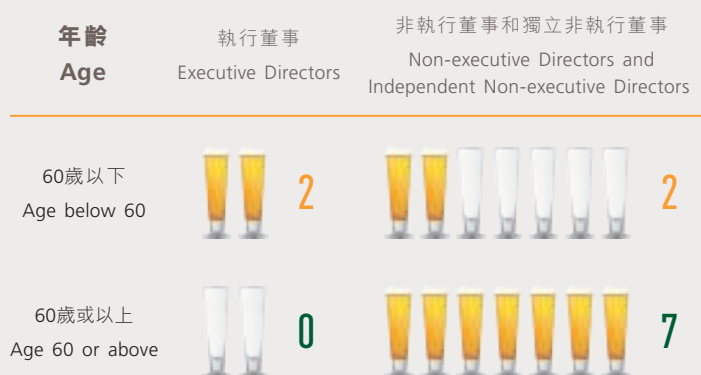 年齡
Age
執行董事
Executive Directors
非執行董事和獨立非執行董事
Non-executive Directors and
Independent Non-executive Directors
60歲以下
Age below 60
2
2
60歲或以上
Age 60 or above
0
7